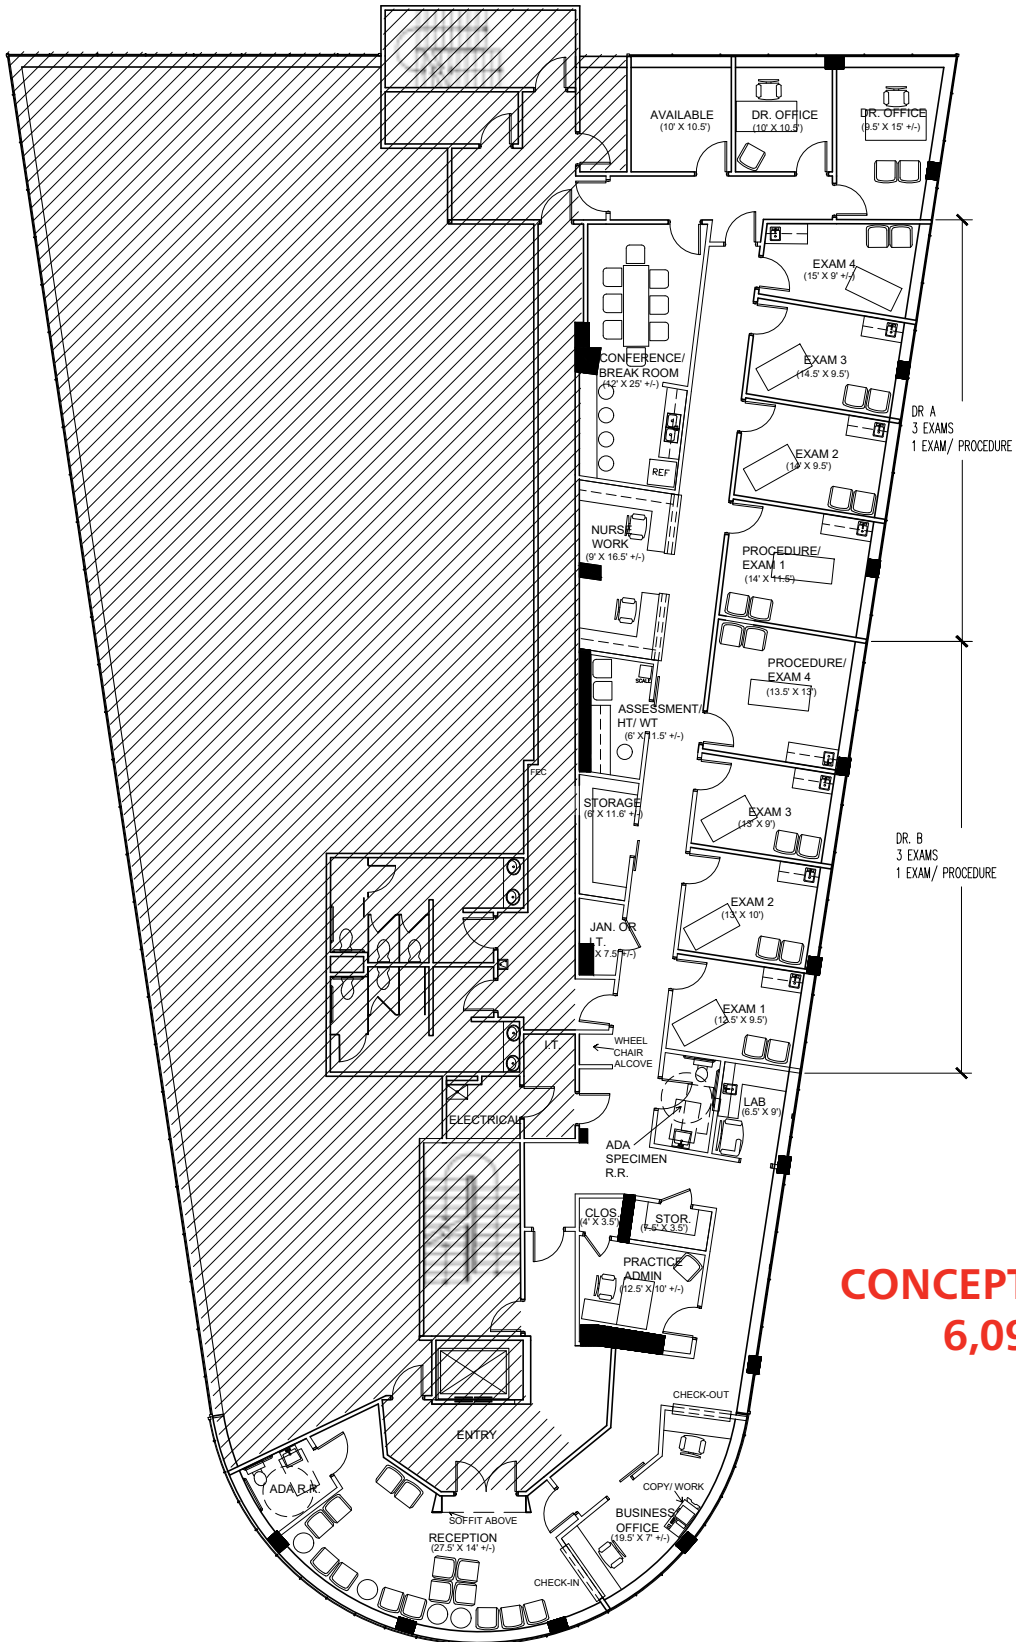 AVAILABLE
(10' X 10.5')
DR. OFFICE
(10' X 10.5')
DR. OFFICE
(9.5' X 15' +/-)
EXAM 4
(15' X 9' +/-)
CONFERENCE/
BREAK ROOM
(12' X 25' +/-)
EXAM 3
(14.5' X 9.5')
DR A
3 EXAMS
1 EXAM/ PROCEDURE
EXAM 2
(14' X 9.5')
REF
NURSE
WORK
(9' X 16.5' +/-)
PROCEDURE/
EXAM 1
(14' X 11.5')
PROCEDURE/
EXAM 4
(13.5' X 13')
SCALE
ASSESSMENT/
HT/ WT
(6' X 11.5' +/-)
FEC
STORAGE
(6' X 11.6' +/-)
EXAM 3
(13' X 9')
DR. B
3 EXAMS
1 EXAM/ PROCEDURE
EXAM 2
(13' X 10')
JAN. OR
I.T.
X 7.5' +/-)
EXAM 1
(12.5' X 9.5')
I.T
WHEEL
CHAIR
ALCOVE
LAB
(6.5' X 9')
ELECTRICAL
ADA
SPECIMEN
R.R.
CLOS.
(4' X 3.5')
STOR.
(7.5' X 3.5')
PRACTICE
ADMIN
(12.5' X 10' +/-)
CONCEPT
6,09
CHECK-OUT
ENTRY
COPY/ WORK
ADA R.R.
SOFFIT ABOVE
BUSINESS
OFFICE
(19.5' X 7' +/-)
RECEPTION
(27.5' X 14' +/-)
CHECK-IN